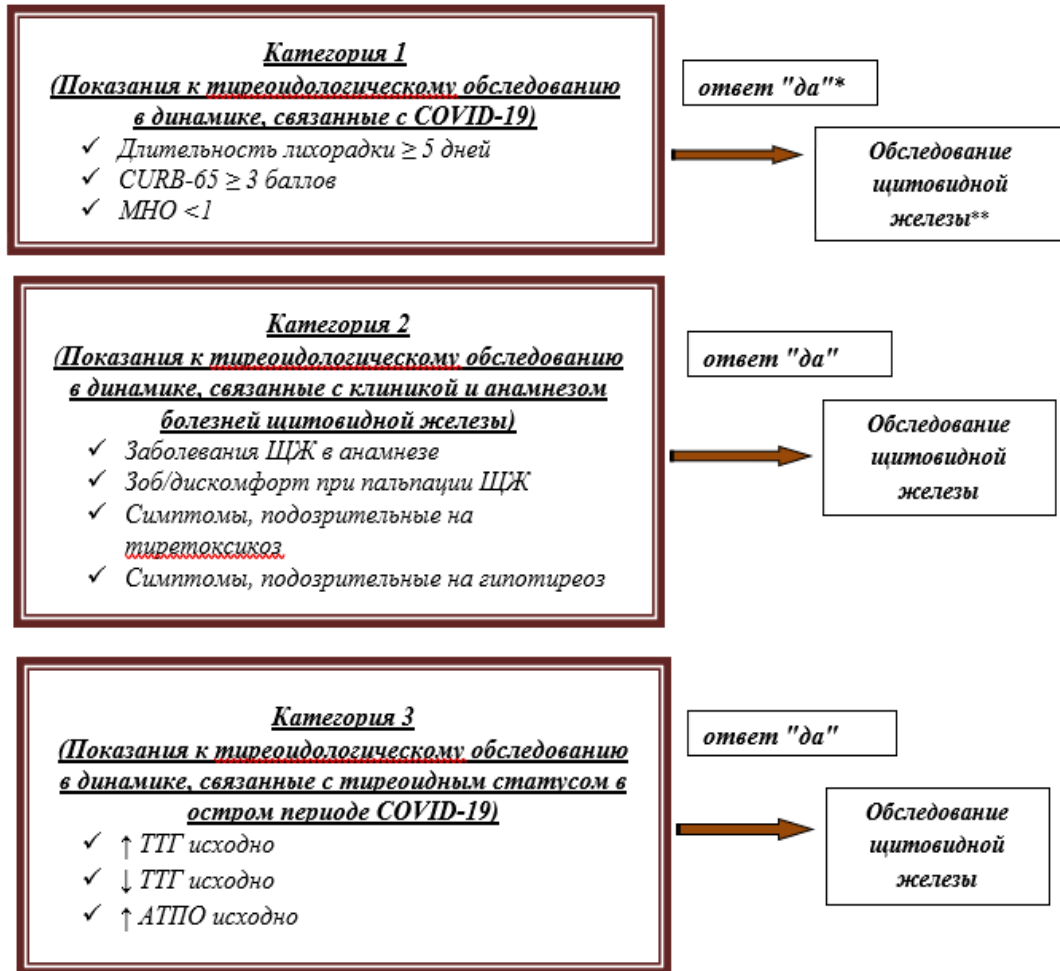 Категория 1
(Показания к тиреоидологическому обследованию
в динамике, связанные с COVID-19)
✓ Длительность лихорадки ≥ 5 дней
✓ CURB-65 ≥ 3 баллов
✓ МНО <1
ответ "да"*
Обследование
щитовидной
железы**
Категория 2
(Показания к тиреоидологическому обследованию
в динамике, связанные с клиникой и анамнезом
болезней щитовидной железы)
✓ Заболевания ЩЖ в анамнезе
✓ Зоб/дискомфорт при пальпации ЩЖ
✓ Симптомы, подозрительные на
тиретоксикоз
✓ Симптомы, подозрительные на гипотиреоз
ответ "да"
Обследование
щитовидной
железы
Категория 3
(Показания к тиреоидологическому обследованию
в динамике, связанные с тиреоидным статусом в
остром периоде COVID-19)
✓ ↑ ТТГ исходно
✓ ↓ ТТГ исходно
✓ ↑ АТПО исходно
ответ "да"
Обследование
щитовидной
железы